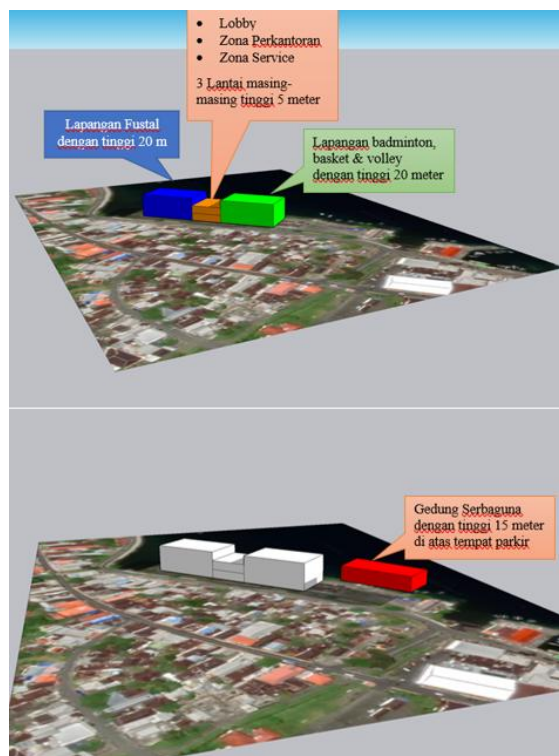 Lobby
Zona Perkantoran
Zona Service
3 Lantai masing-
masing tinggi 5 meter
Lapangan Fustal
dengan tinggi 20 m
Lapangan badminton,
basket & volley
dengan tinggi 20 meter
Gedung Serbaguna
dengan tinggi 15 meter
di atas tempat parkir